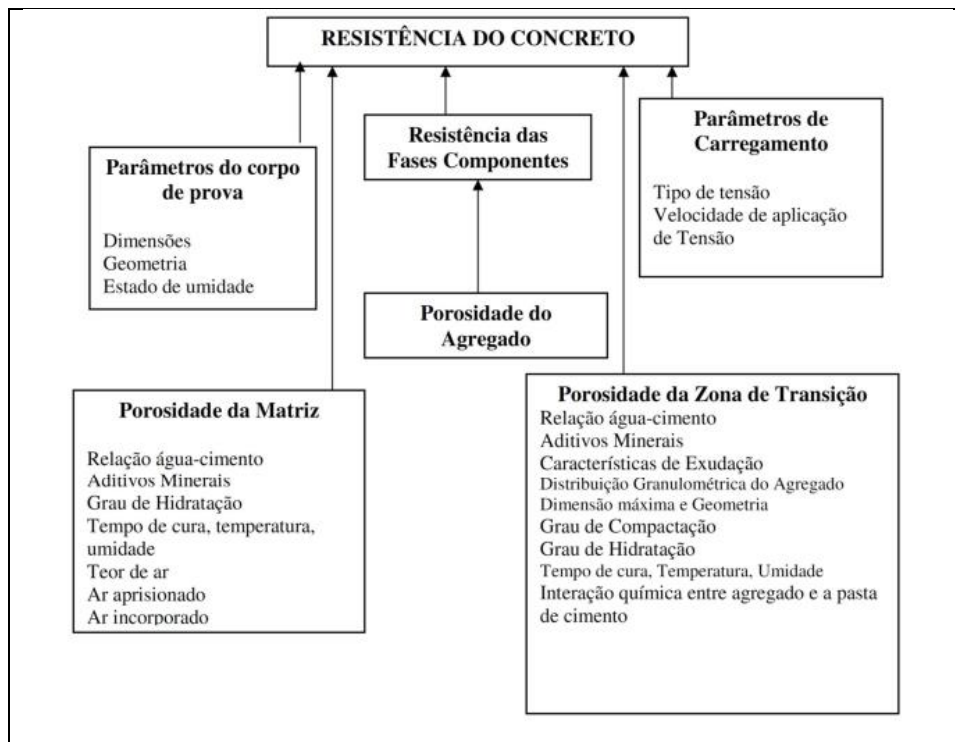 RESISTÊNCIA DO CONCRETO
Parâmetros do corpo
de prova
Dimensões
Geometria
Estado de umidade
Resistência das
Fases Componentes
Parâmetros de
Carregamento
Tipo de tensão
Velocidade de aplicação
de Tensão
Porosidade do
Agregado
Porosidade da Matriz
Relação água-cimento
Aditivos Minerais
Grau de Hidratação
Tempo de cura, temperatura,
umidade
Teor de ar
Ar aprisionado
Ar incorporado
Porosidade da Zona de Transição
Relação água-cimento
Aditivos Minerais
Características de Exudação
Distribuição Granulométrica do Agregado
Dimensão máxima e Geometria
Grau de Compactação
Grau de Hidratação
Tempo de cura, Temperatura, Umidade
Interação química entre agregado e a pasta
de cimento